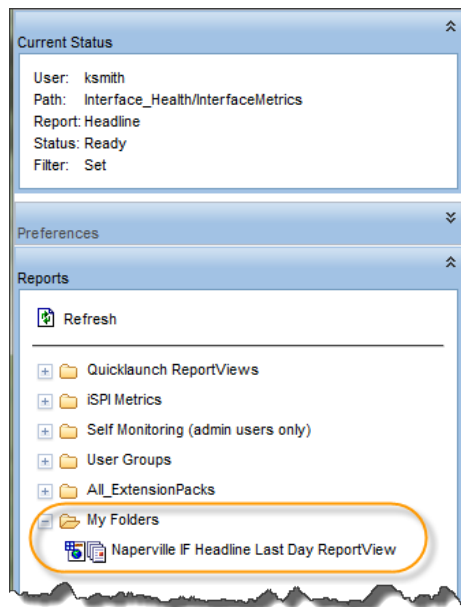 Current Status
User: ksmith
Path: Interface_Health/InterfaceMetrics
Report: Headline
Status: Ready
Filter: Set
Preferences
Reports
Refresh
Quicklaunch ReportViews
iSPI Metrics
Self Monitoring (admin users only)
User Groups
All_ExtensionPacks
My Folders
Naperville IF Headline Last Day ReportView